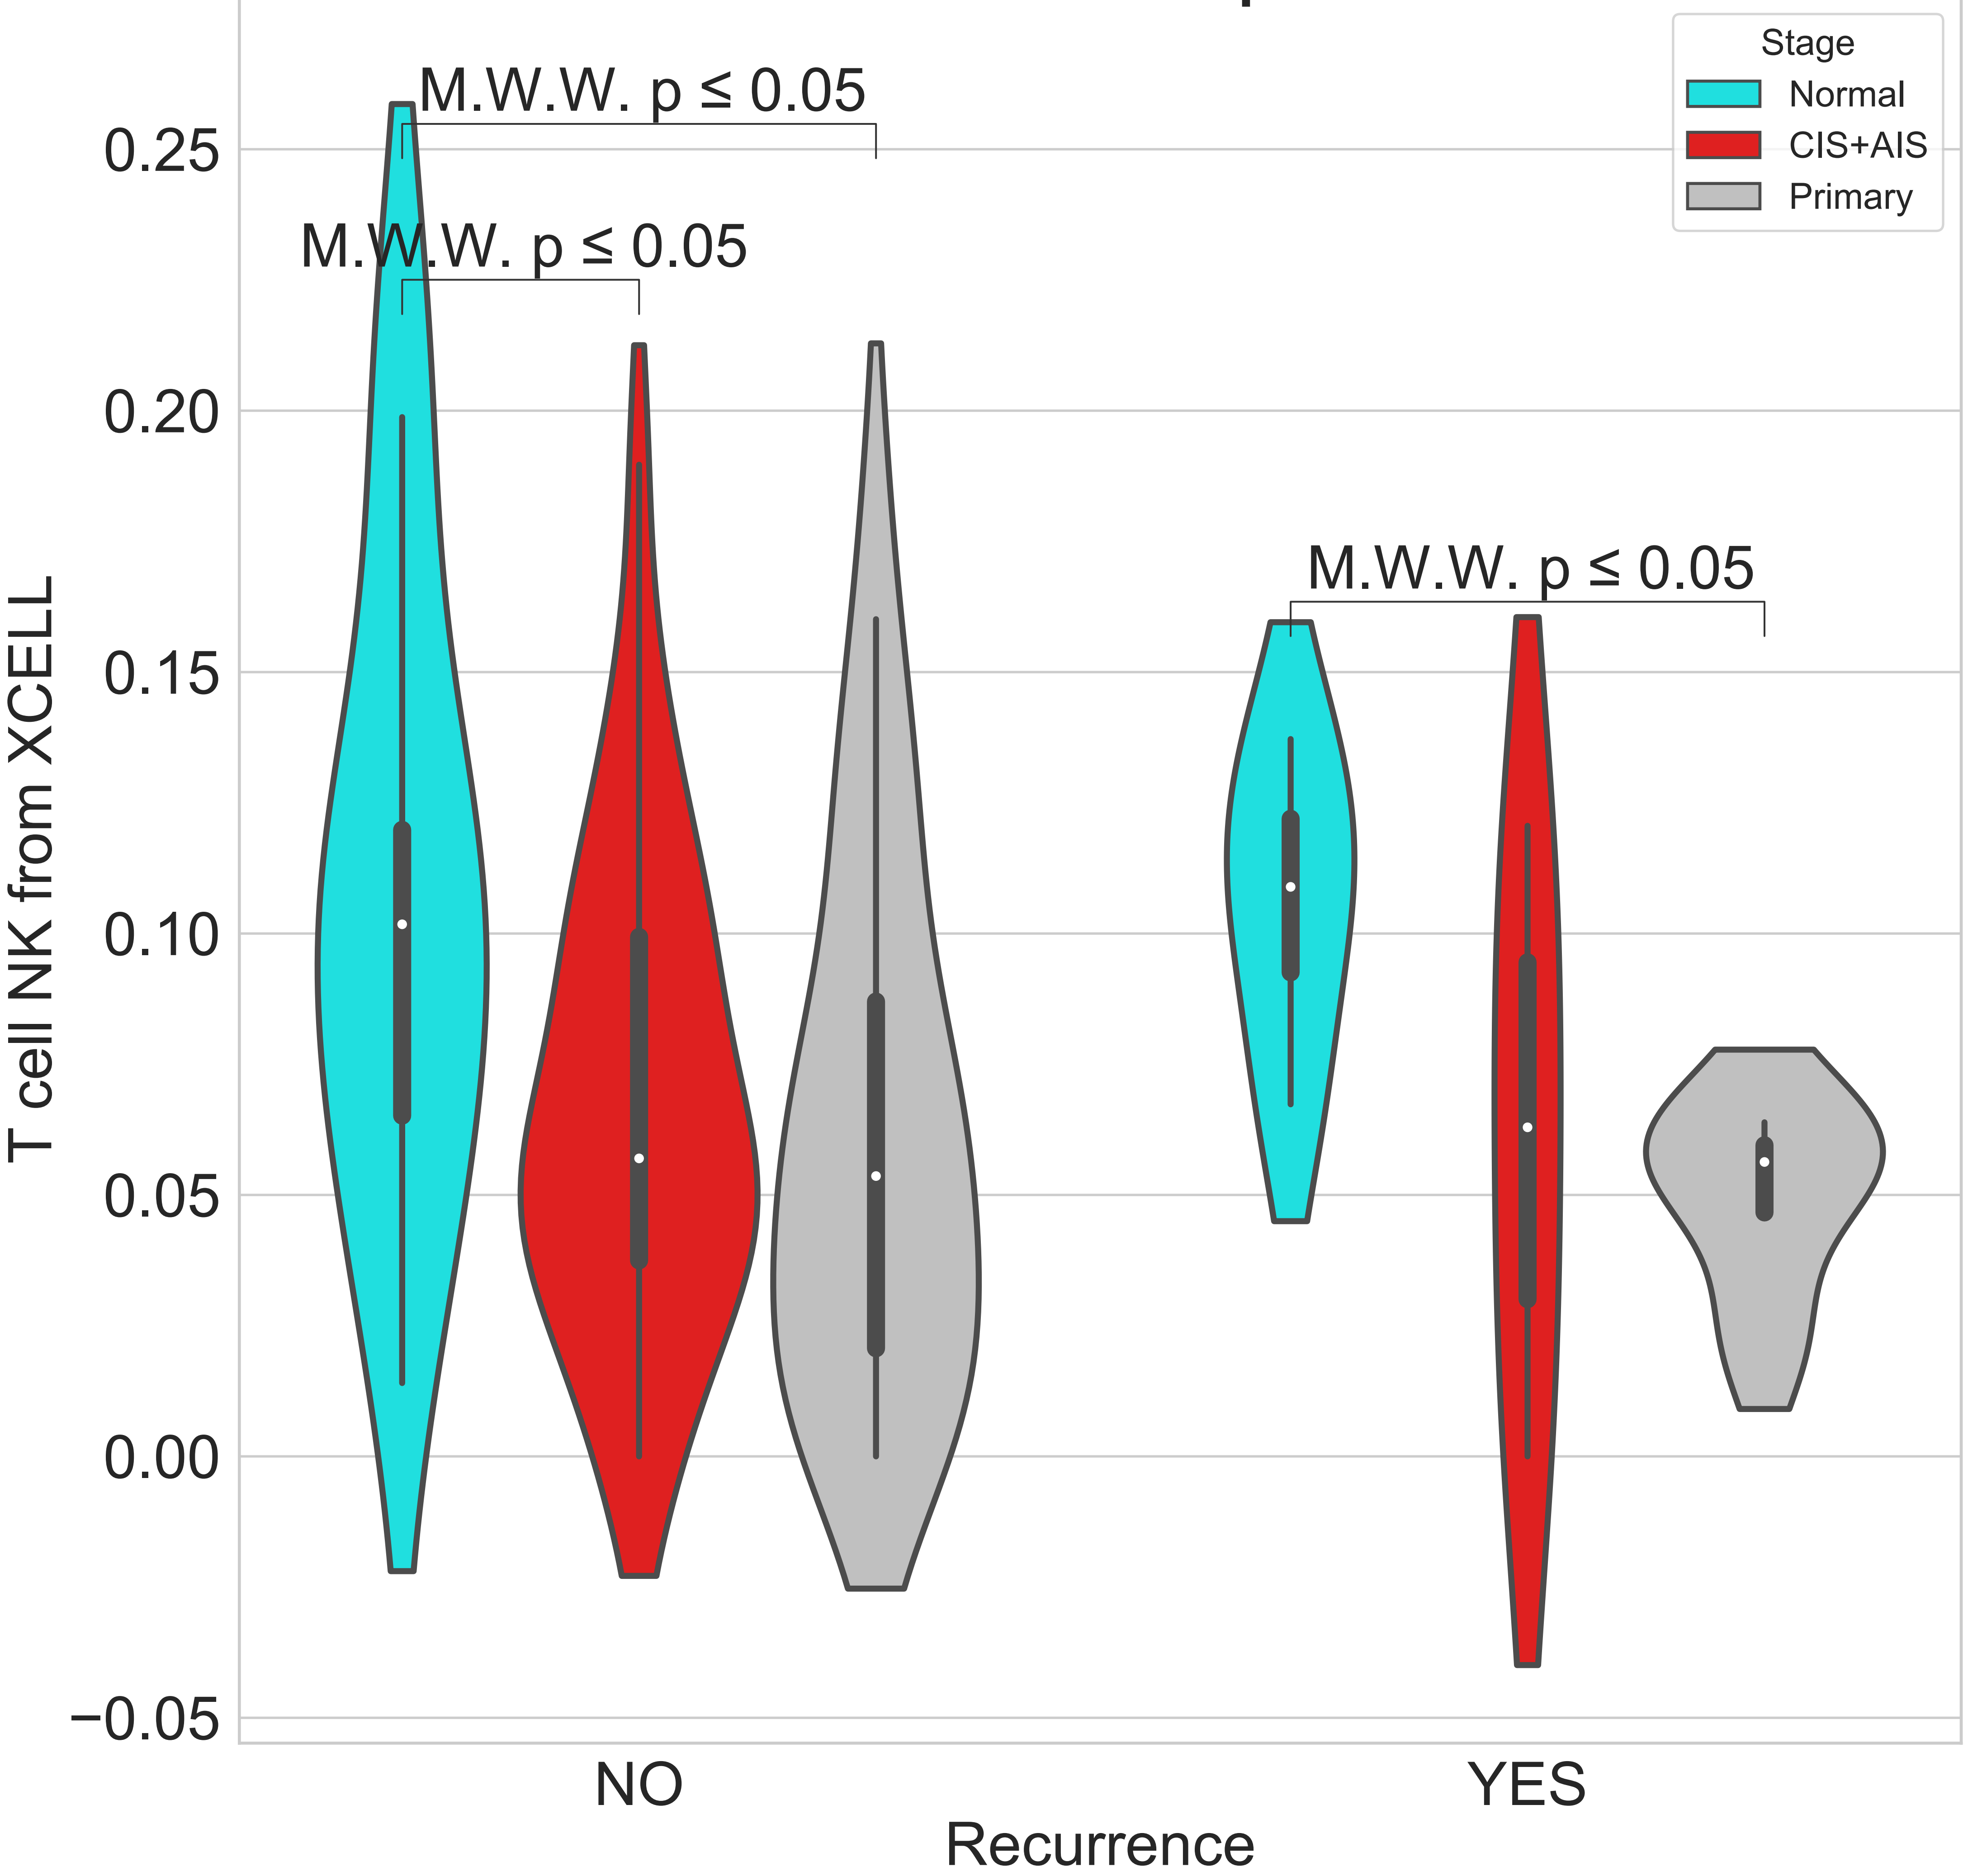 Stage
Normal
CIS+AIS
Primary
M.W.W. p ≤ 0.05
M.W.W. p ≤ 0.05
M.W.W. p ≤ 0.05
T cell NK from XCELL
0.25
0.20
0.15
0.10
0.05
0.00
−0.05
NO
YES
Recurrence